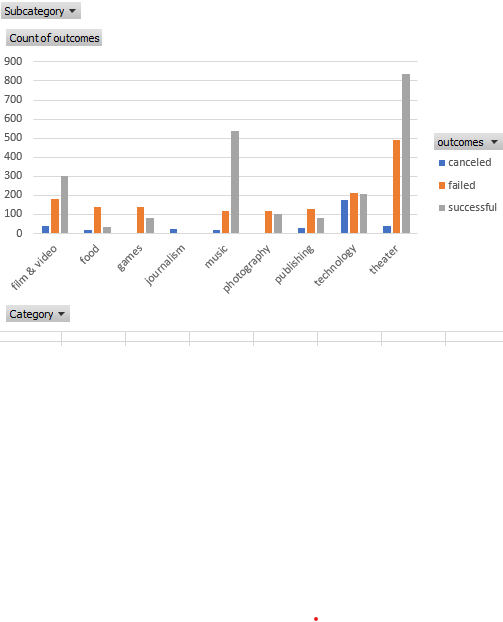 Subcategory
Count of outcomes
900
800
700
600
500
400
300
200
100
0
film & video
food
games
journalism
music
photography
publishing
technology
theater
outcomes
canceled
failed
successful
Category